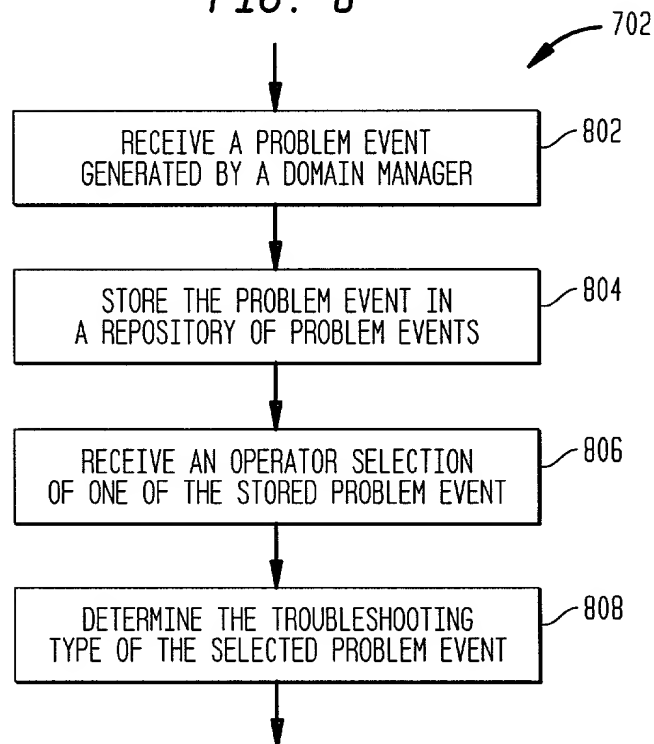 FIG. 8
702
RECEIVE A PROBLEM EVENT
GENERATED BY A DOMAIN MANAGER
802
STORE THE PROBLEM EVENT IN
A REPOSITORY OF PROBLEM EVENTS
804
RECEIVE AN OPERATOR SELECTION
OF ONE OF THE STORED PROBLEM EVENT
806
DETERMINE THE TROUBLESHOOTING
TYPE OF THE SELECTED PROBLEM EVENT
808